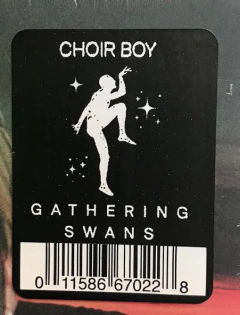 CHOIR BOY
GATHERING
SWANS
0 11586 67022 8